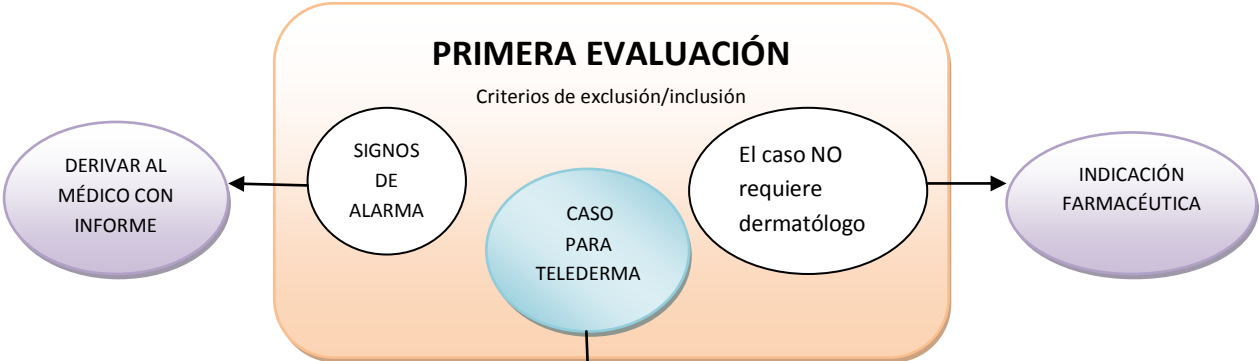 PRIMERA EVALUACIÓN
Criterios de exclusión/inclusión
DERIVAR AL
MÉDICO CON
INFORME
SIGNOS
DE
ALARMA
CASO
PARA
TELEDERMA
El caso NO
requiere
dermatólogo
INDICACIÓN
FARMACÉUTICA